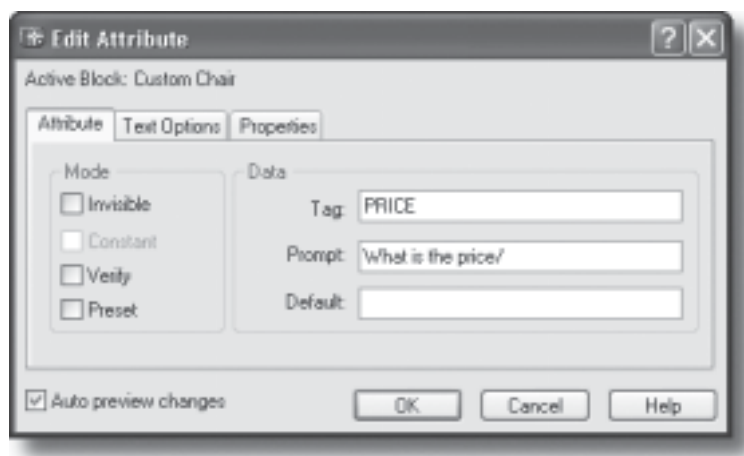 Edit Attribute
Active Block: Custom Chair
Attribute Text Options Properties
Mode
Invisible
Constant
Verify
Preset
Data
Tag: PRICE
Prompt: What is the price/
Default:
Auto preview changes
OK Cancel Help